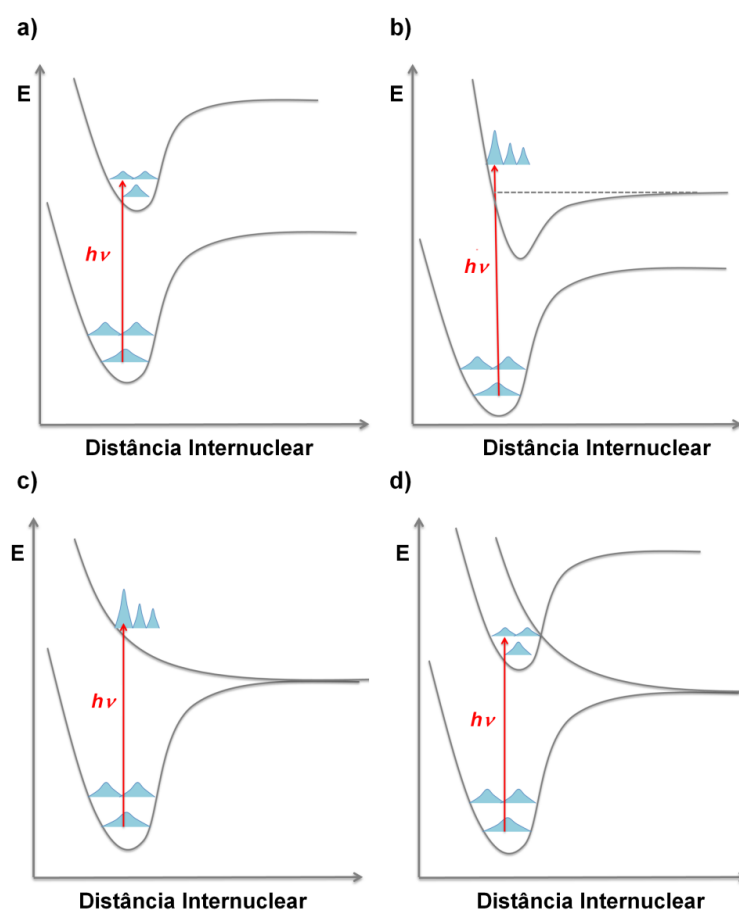 a)
E
hν
Distância Internuclear
b)
E
hν
Distância Internuclear
c)
E
hν
Distância Internuclear
d)
E
hν
Distância Internuclear